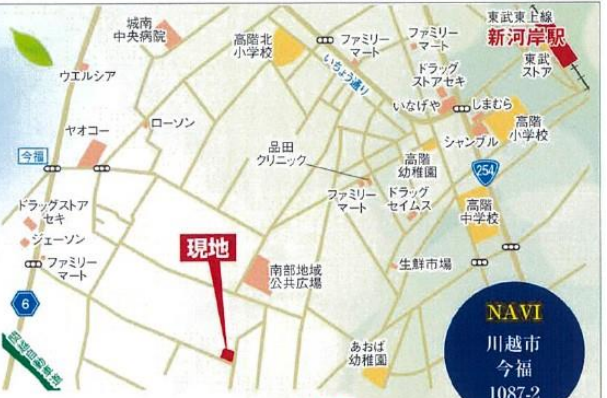 城南
中央病院
高階北
小学校
ファミリー
マート
ファミリー
マート
東武東上線
新河岸駅
東武
ストア
ウエルシア
いちょう通り
ドラッグ
ストアセキ
いなげや
しまむら
ヤオコー
ローソン
品田
クリニック
シャンブル
高階
小学校
今福
高階
幼稚園
254
ファミリー
マート
ドラッグ
セイムス
高階
中学校
ドラッグストア
セキ
ジェーソン
ファミリー
マート
現地
南部地域
公共広場
生鮮市場
6
あおば
幼稚園
NAVI
川越市
今福
1087-2